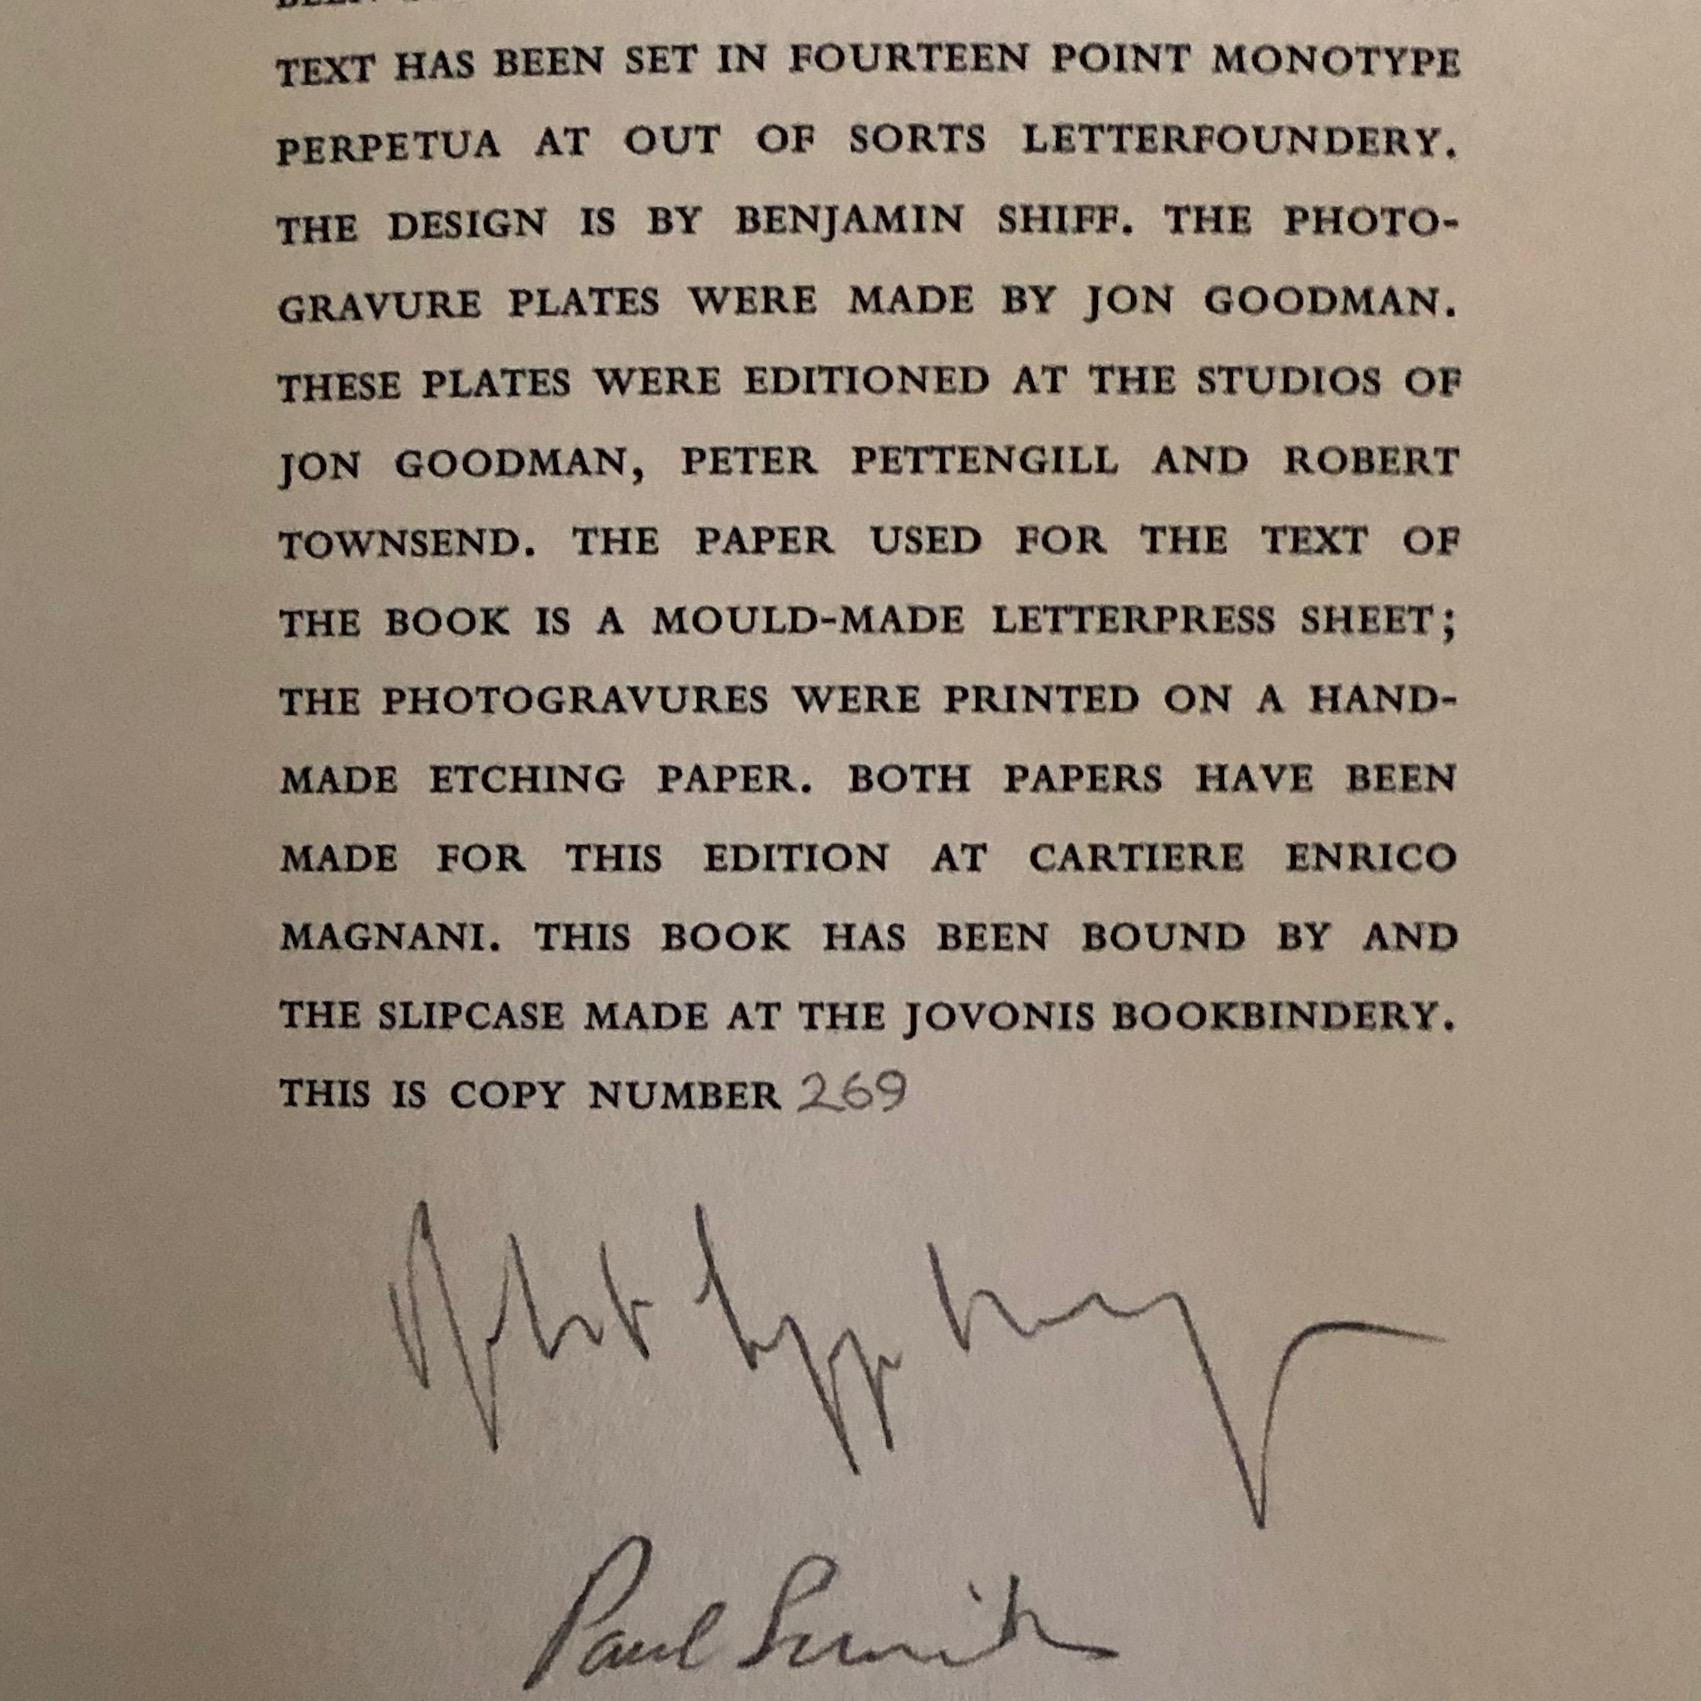 TEXT HAS BEEN SET IN FOURTEEN POINT MONOTYPE
PERPETUA AT OUT OF SORTS LETTERFOUNDERY.
THE DESIGN IS BY BENJAMIN SHIFF. THE PHOTO-
GRAVURE PLATES WERE MADE BY JON GOODMAN.
THESE PLATES WERE EDITIONED AT THE STUDIOS OF
JON GOODMAN, PETER PETTENGILL AND ROBERT
TOWNSEND. THE PAPER USED FOR THE TEXT OF
THE BOOK IS A MOULD-MADE LETTERPRESS SHEET;
THE PHOTOGRAVURES WERE PRINTED ON A HAND-
MADE ETCHING PAPER. BOTH PAPERS HAVE BEEN
MADE FOR THIS EDITION AT CARTIERE ENRICO
MAGNANI. THIS BOOK HAS BEEN BOUND BY AND
THE SLIPCASE MADE AT THE JOVONIS BOOKBINDERY.
THIS IS COPY NUMBER 269
Paul